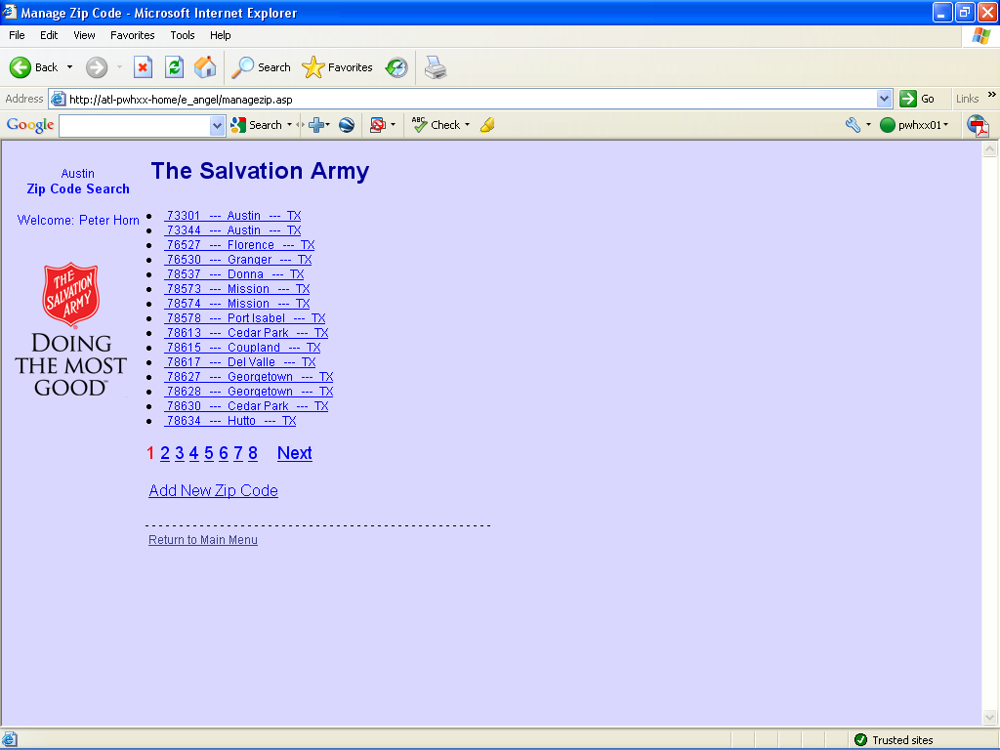 Manage Zip Code - Microsoft Internet Explorer
File Edit View Favorites Tools Help
Back Search Favorites
Address http://atl-pwhxx-home/e_angel/managezip.asp Go Links »
Google Search Check pwhxx01
Austin
Zip Code Search
Welcome: Peter Horn
THE SALVATION ARMY
DOING
THE MOST
GOOD™
The Salvation Army
73301 --- Austin --- TX
73344 --- Austin --- TX
76527 --- Florence --- TX
76530 --- Granger --- TX
78537 --- Donna --- TX
78573 --- Mission --- TX
78574 --- Mission --- TX
78578 --- Port Isabel --- TX
78613 --- Cedar Park --- TX
78615 --- Coupland --- TX
78617 --- Del Valle --- TX
78627 --- Georgetown --- TX
78628 --- Georgetown --- TX
78630 --- Cedar Park --- TX
78634 --- Hutto --- TX
1 2 3 4 5 6 7 8 Next
Add New Zip Code
Return to Main Menu
Trusted sites